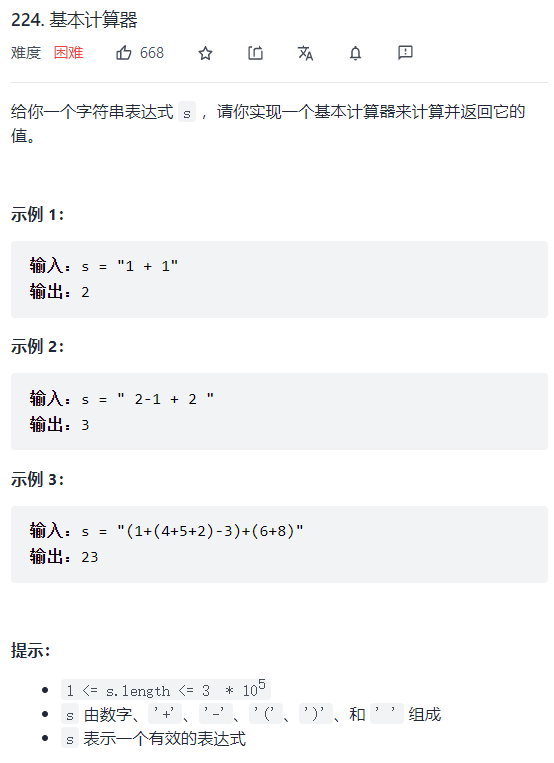 224. 基本计算器
难度 困难 668
给你一个字符串表达式 s ，请你实现一个基本计算器来计算并返回它的
值。
示例 1：
输入：s = "1 + 1"
输出：2
示例 2：
输入：s = " 2-1 + 2 "
输出：3
示例 3：
输入：s = "(1+(4+5+2)-3)+(6+8)"
输出：23
提示：
• 1 <= s.length <= 3 * 10⁵
• s 由数字、'+'、'-'、'('、')'、和 ' ' 组成
• s 表示一个有效的表达式